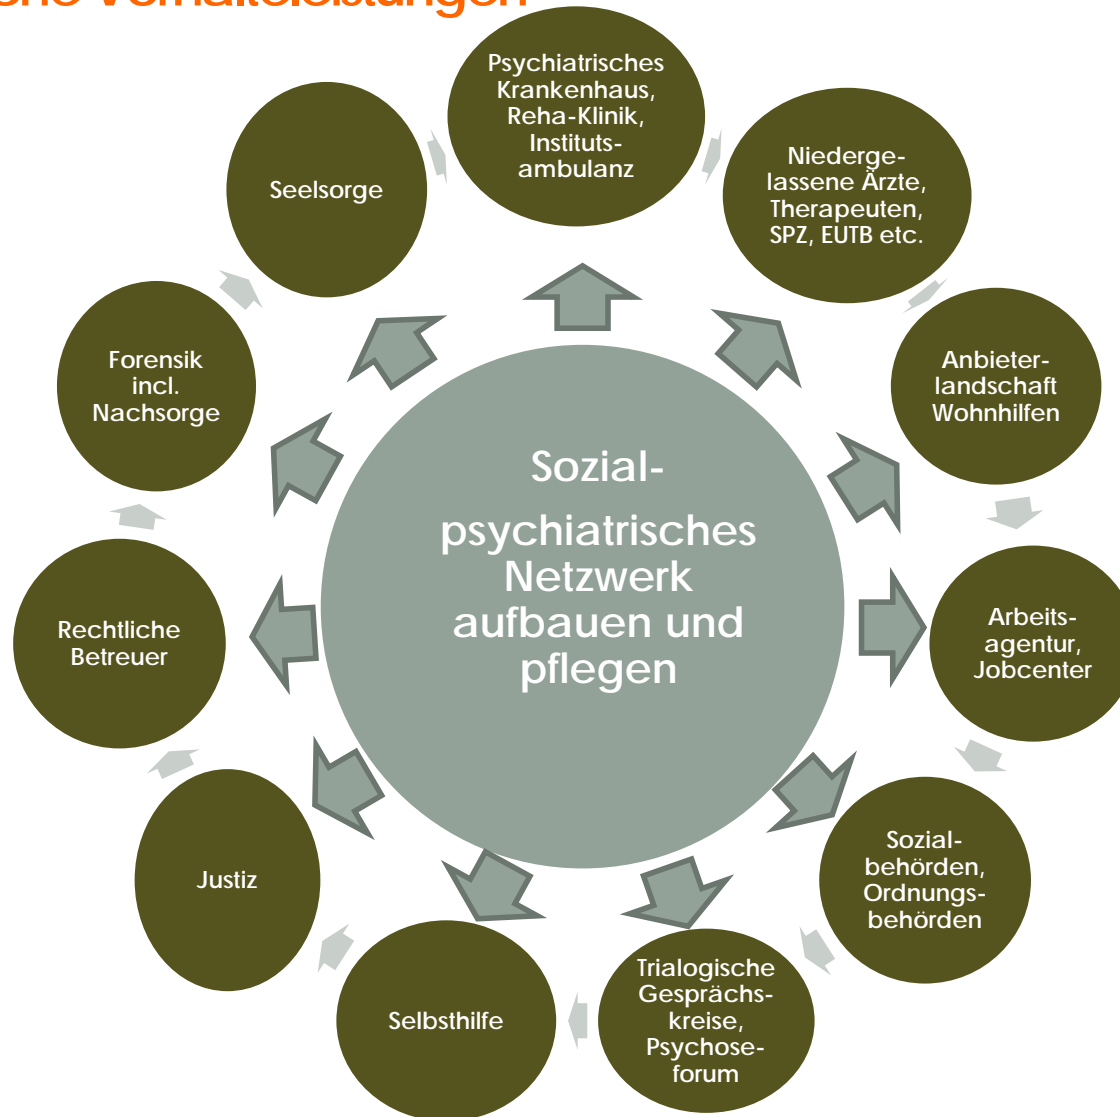 Psychiatrisches
Krankenhaus,
Reha-Klinik,
Instituts-
ambulanz
Niederge-
lassene Ärzte,
Therapeuten,
SPZ, EUTB etc.
Anbieter-
landschaft
Wohnhilfen
Arbeits-
agentur,
Jobcenter
Sozial-
behörden,
Ordnungs-
behörden
Trialogische
Gesprächs-
kreise,
Psychose-
forum
Selbsthilfe
Justiz
Rechtliche
Betreuer
Forensik
incl.
Nachsorge
Seelsorge
Sozial-
psychiatrisches
Netzwerk
aufbauen und
pflegen